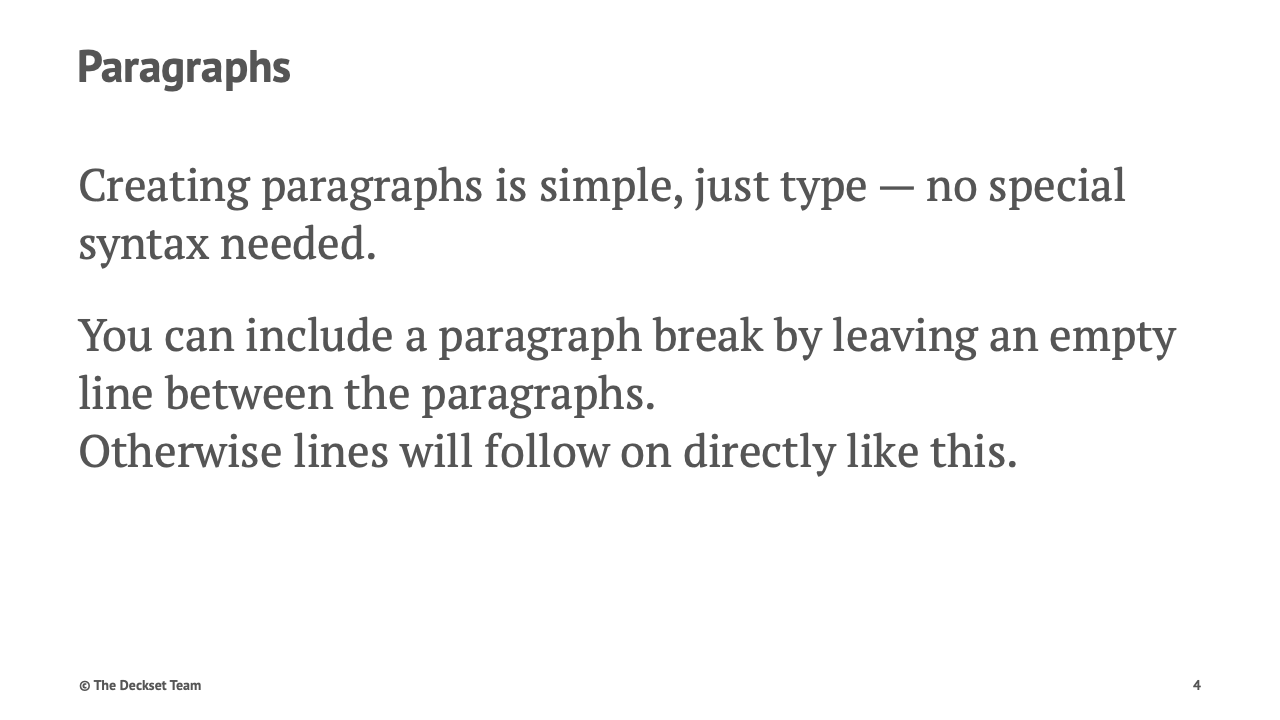 Paragraphs
Creating paragraphs is simple, just type — no special
syntax needed.
You can include a paragraph break by leaving an empty
line between the paragraphs.
Otherwise lines will follow on directly like this.
© The Deckset Team
4